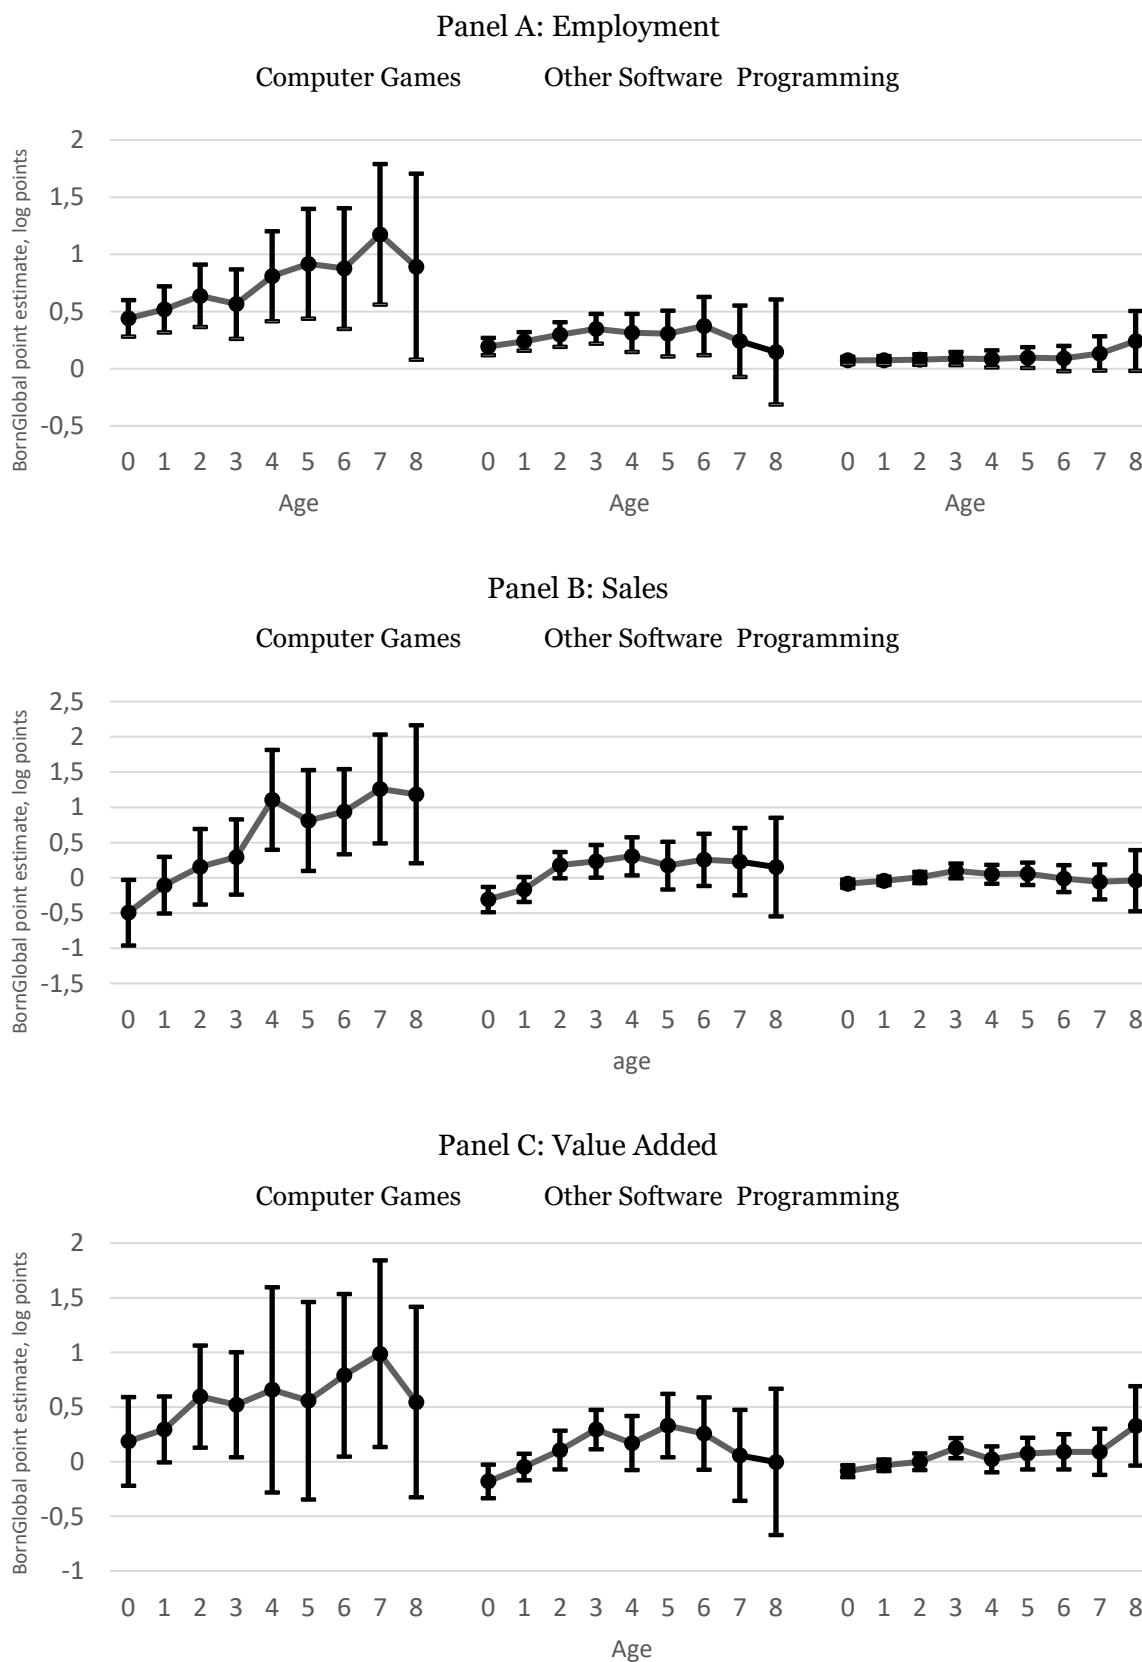 Panel A: Employment
Computer Games Other Software Programming
BornGlobal point estimate, log points
2
1,5
1
0,5
0
-0,5
0 1 2 3 4 5 6 7 8 0 1 2 3 4 5 6 7 8 0 1 2 3 4 5 6 7 8
Age Age Age
Panel B: Sales
Computer Games Other Software Programming
BornGlobal point estimate, log points
2,5
2
1,5
1
0,5
0
-0,5
-1
-1,5
0 1 2 3 4 5 6 7 8 0 1 2 3 4 5 6 7 8 0 1 2 3 4 5 6 7 8
age
Panel C: Value Added
Computer Games Other Software Programming
BornGlobal point estimate, log points
2
1,5
1
0,5
0
-0,5
-1
0 1 2 3 4 5 6 7 8 0 1 2 3 4 5 6 7 8 0 1 2 3 4 5 6 7 8
Age